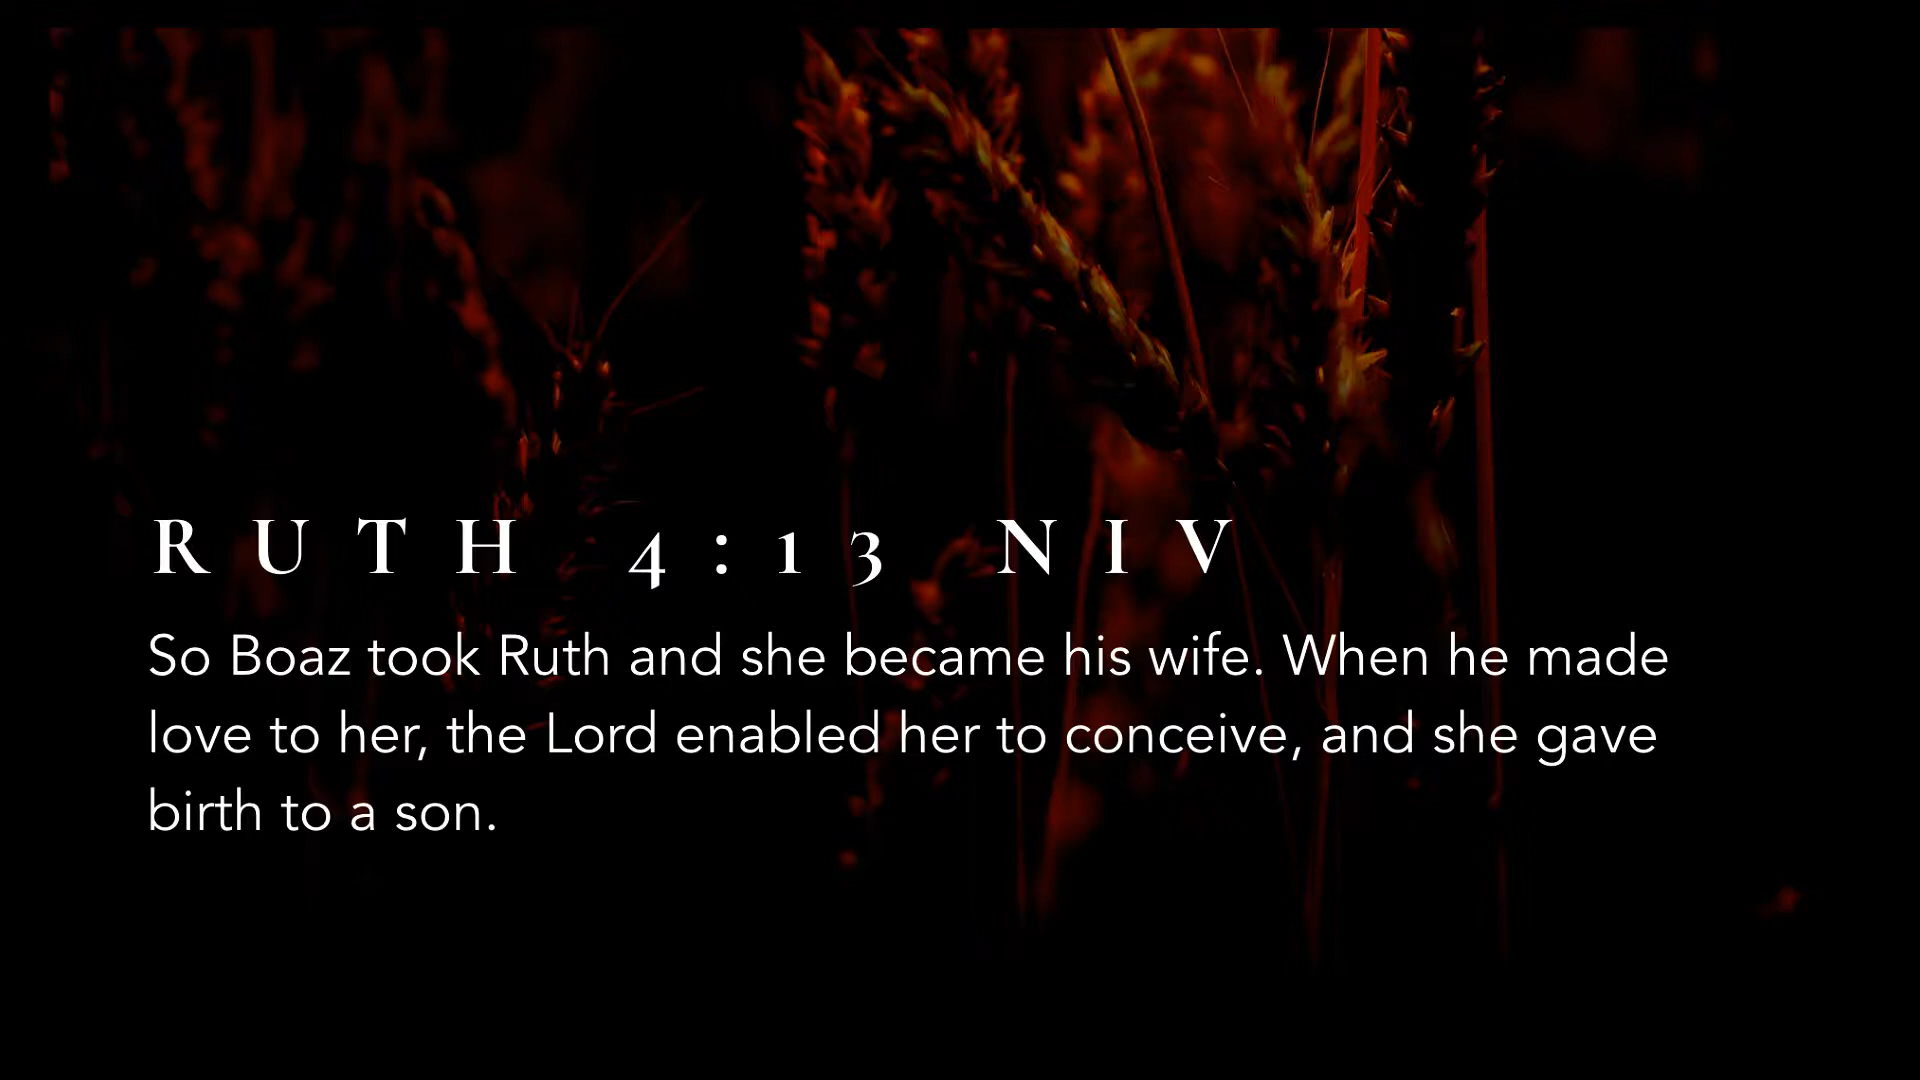 RUTH 4:13 NIV
So Boaz took Ruth and she became his wife. When he made
love to her, the Lord enabled her to conceive, and she gave
birth to a son.